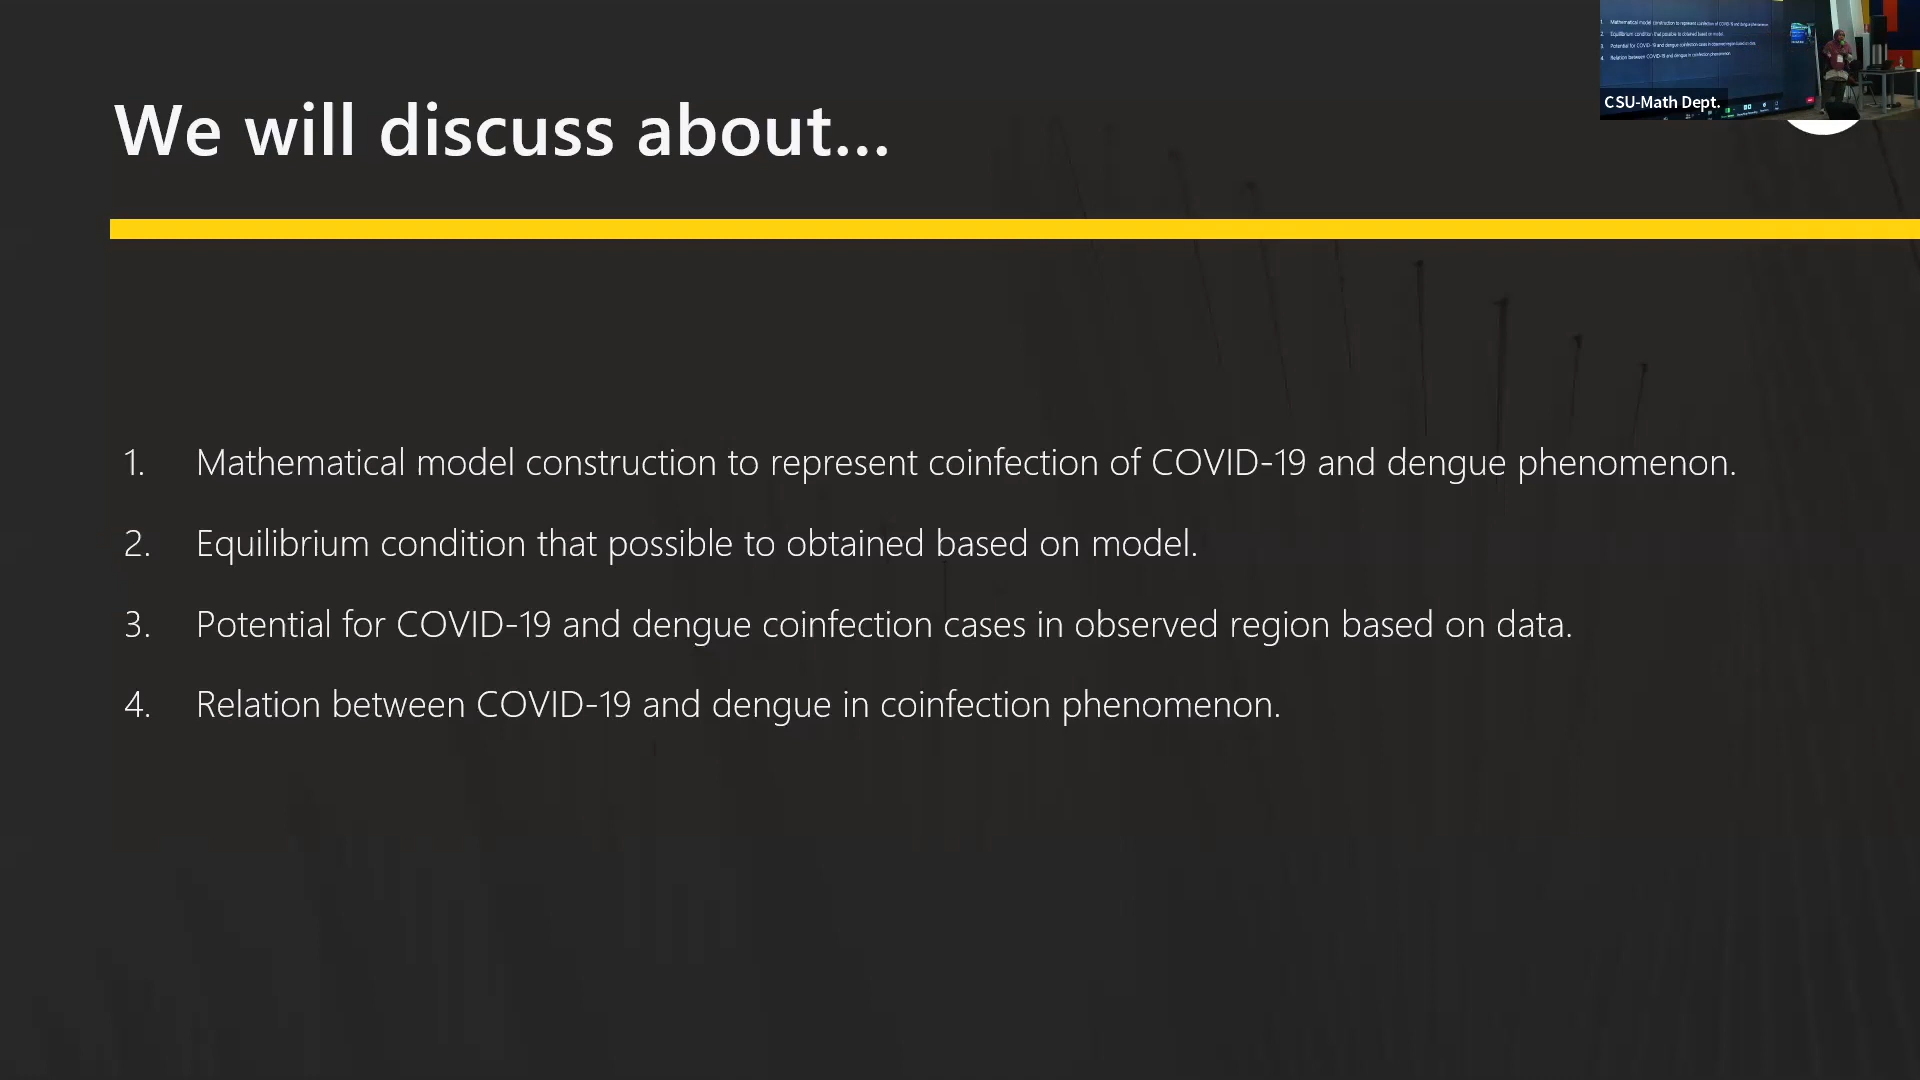 We will discuss about...
CSU-Math Dept.
1. Mathematical model construction to represent coinfection of COVID-19 and dengue phenomenon.
2. Equilibrium condition that possible to obtained based on model.
3. Potential for COVID-19 and dengue coinfection cases in observed region based on data.
4. Relation between COVID-19 and dengue in coinfection phenomenon.